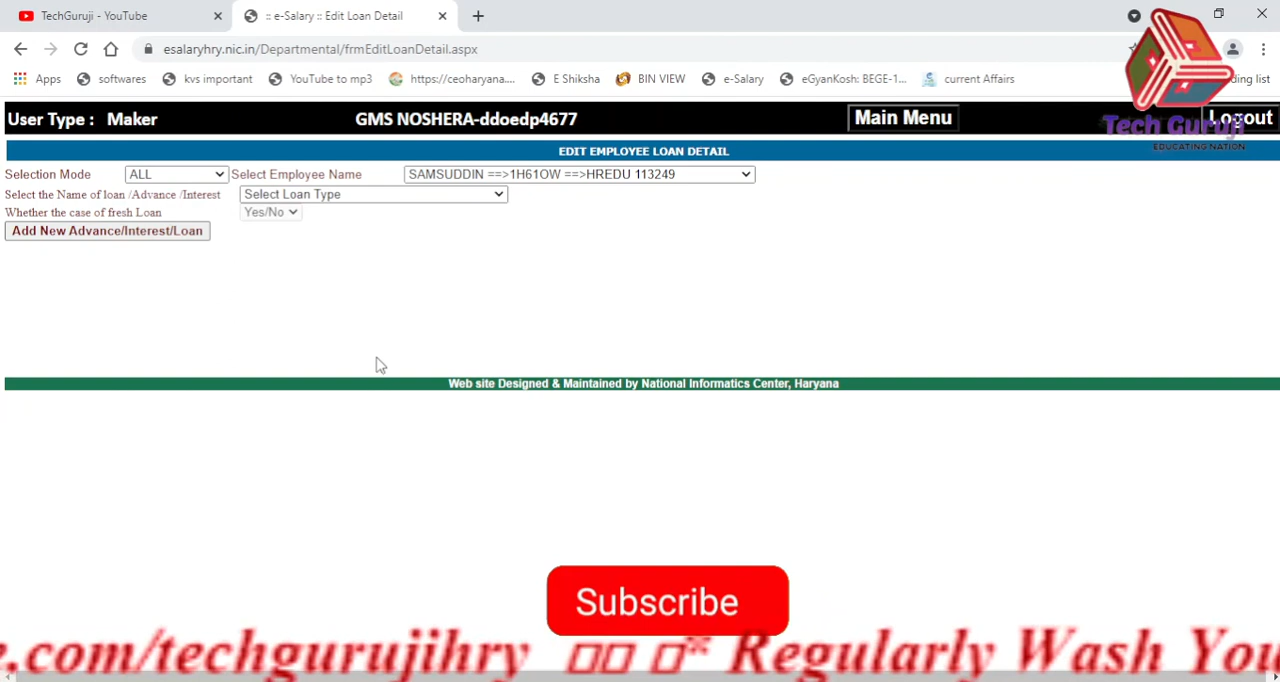 TechGuruji - YouTube
:: e-Salary :: Edit Loan Detail
esalaryhry.nic.in/Departmental/frmEditLoanDetail.aspx
Apps softwares kvs important YouTube to mp3 https://ceoharyana.... E Shiksha BIN VIEW e-Salary eGyanKosh: BEGE-1... current Affairs ding list
User Type : Maker GMS NOSHERA-ddoedp4677 Main Menu Logout
Tech Guruji
EDUCATING NATION
EDIT EMPLOYEE LOAN DETAIL
Selection Mode ALL Select Employee Name SAMSUDDIN ==>1H61OW ==>HREDU 113249
Select the Name of loan /Advance /Interest Select Loan Type
Whether the case of fresh Loan Yes/No
Add New Advance/Interest/Loan
Web site Designed & Maintained by National Informatics Center, Haryana
Subscribe
e.com/techgurujihry * Regularly Wash You